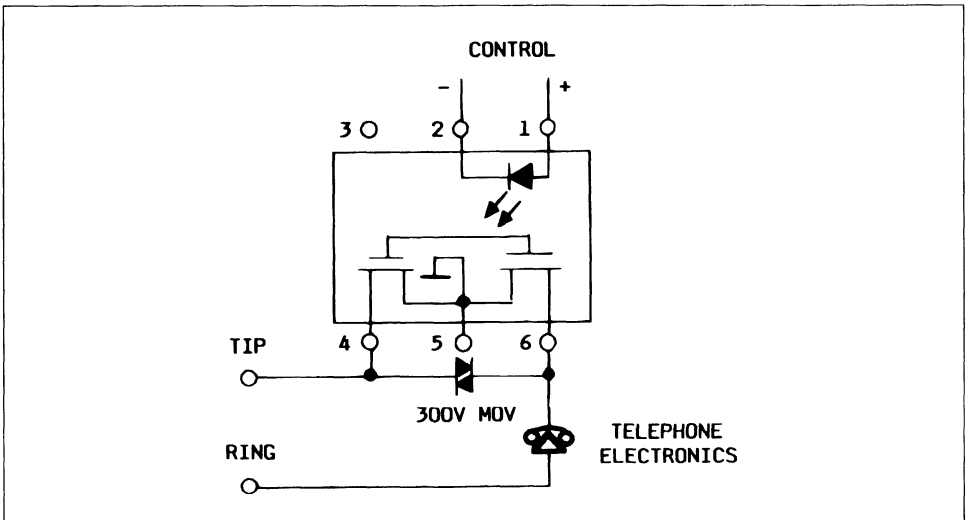 CONTROL
- +
3 2 1
TIP 4 5 6
300V MOV
TELEPHONE
ELECTRONICS
RING